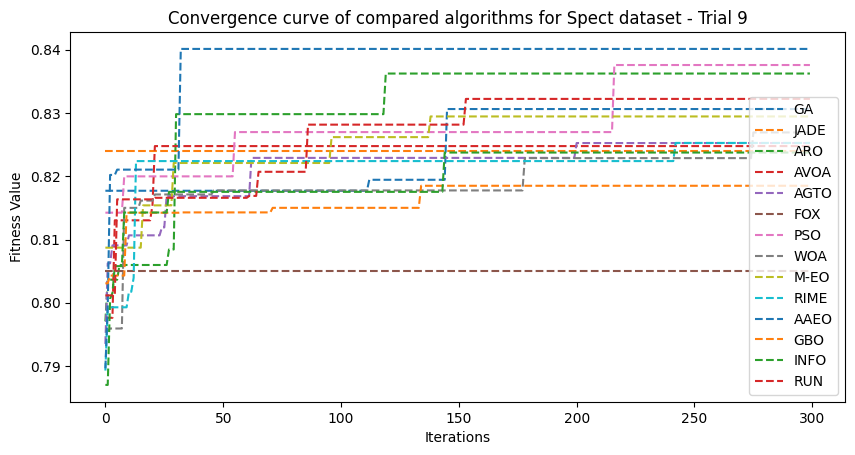 Convergence curve of compared algorithms for Spect dataset - Trial 9
Fitness Value
0.84
0.83
0.82
0.81
0.80
0.79
0
50
100
150
200
250
300
Iterations
GA
JADE
ARO
AVOA
AGTO
FOX
PSO
WOA
M-EO
RIME
AAEO
GBO
INFO
RUN